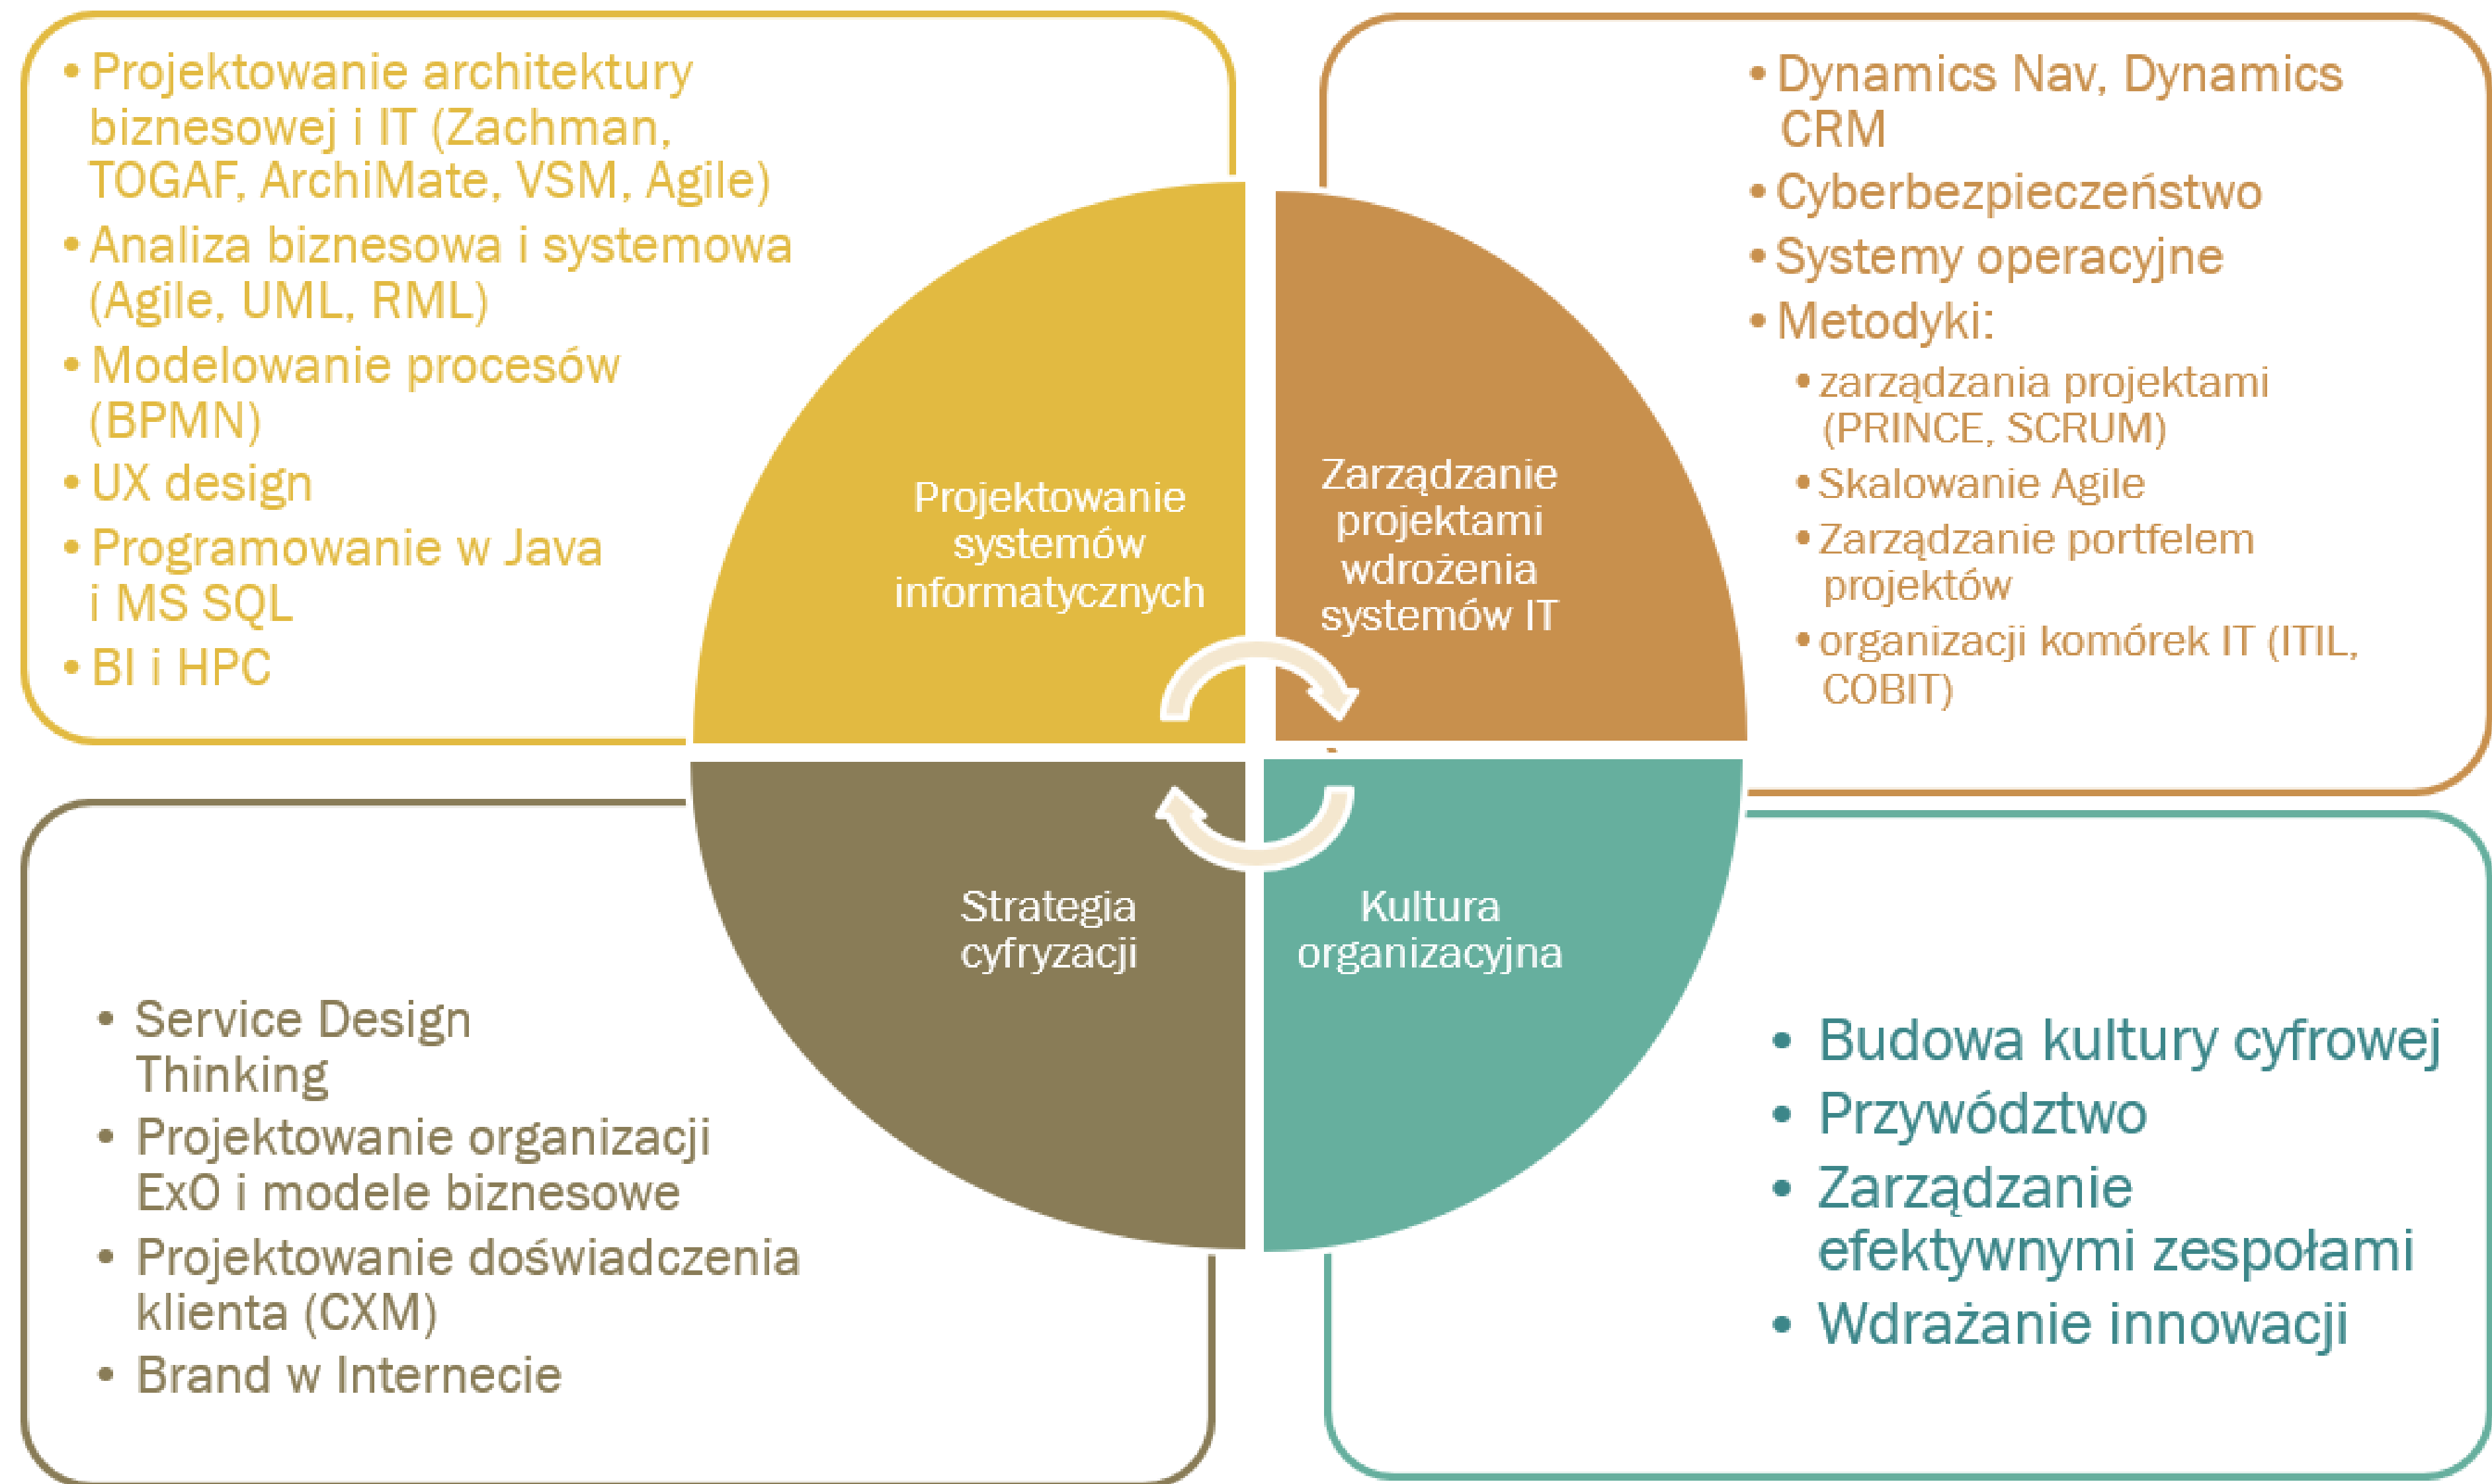 • Projektowanie architektury
biznesowej i IT (Zachman,
TOGAF, ArchiMate, VSM, Agile)
• Analiza biznesowa i systemowa
(Agile, UML, RML)
• Modelowanie procesów
(BPMN)
• UX design
• Programowanie w Java
i MS SQL
• BI i HPC
Projektowanie
systemów
informatycznych
Zarządzanie
projektami
wdrożenia
systemów IT
• Dynamics Nav, Dynamics
CRM
• Cyberbezpieczeństwo
• Systemy operacyjne
• Metodyki:
• zarządzania projektami
(PRINCE, SCRUM)
• Skalowanie Agile
• Zarządzanie portfelem
projektów
• organizacji komórek IT (ITIL,
COBIT)
Strategia
cyfryzacji
Kultura
organizacyjna
• Service Design
Thinking
• Projektowanie organizacji
ExO i modele biznesowe
• Projektowanie doświadczenia
klienta (CXM)
• Brand w Internecie
• Budowa kultury cyfrowej
• Przywództwo
• Zarządzanie
efektywnymi zespołami
• Wdrażanie innowacji